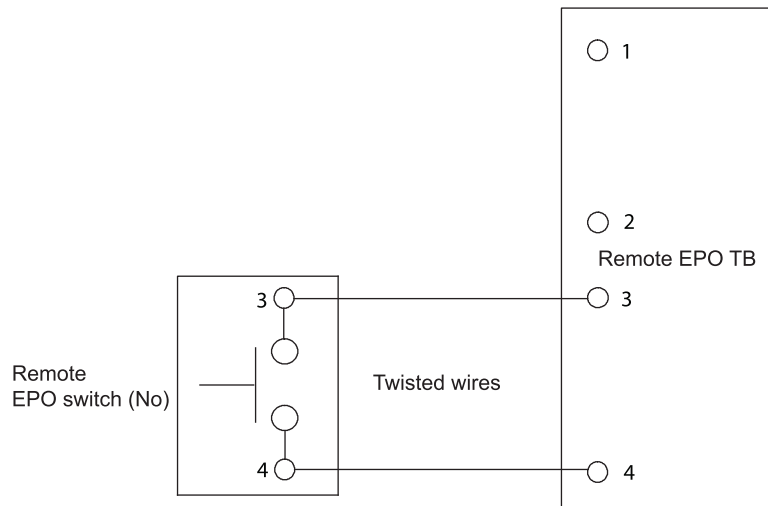 1
2
Remote EPO TB
3
3
Remote
EPO switch (No)
Twisted wires
4
4